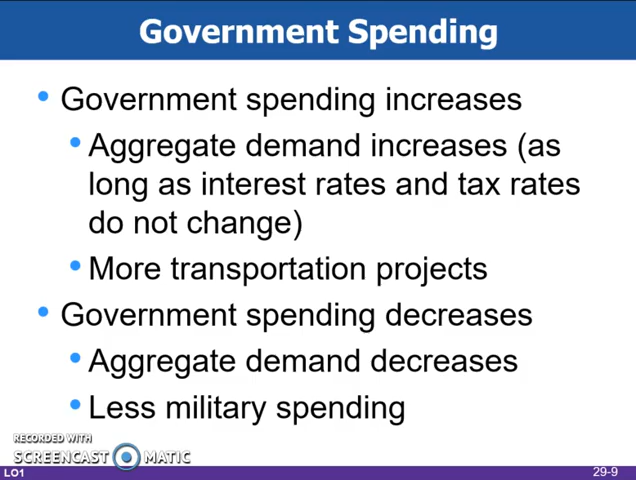 Government Spending
• Government spending increases
• Aggregate demand increases (as
long as interest rates and tax rates
do not change)
• More transportation projects
• Government spending decreases
• Aggregate demand decreases
• Less military spending
RECORDED WITH
SCREENCAST MATIC
LO1
29-9